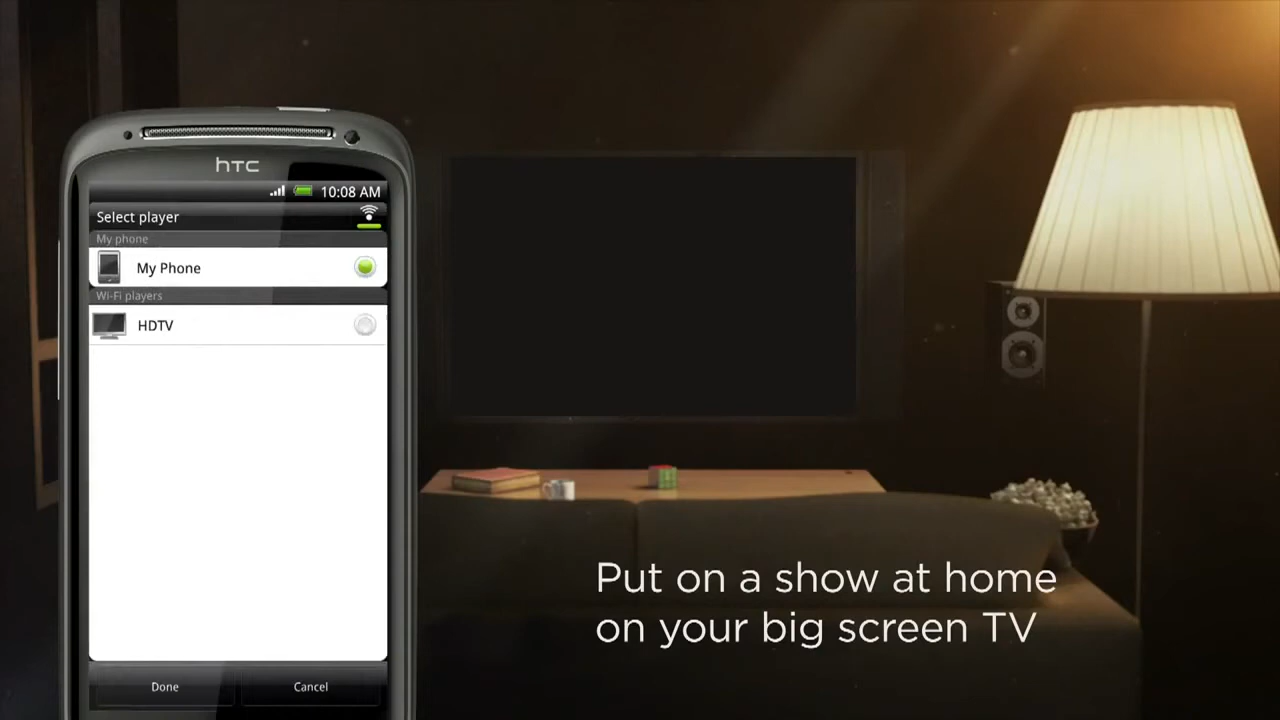 hTC
10:08 AM
Select player
My phone
My Phone
Wi-Fi players
HDTV
Done
Cancel
Put on a show at home
on your big screen TV